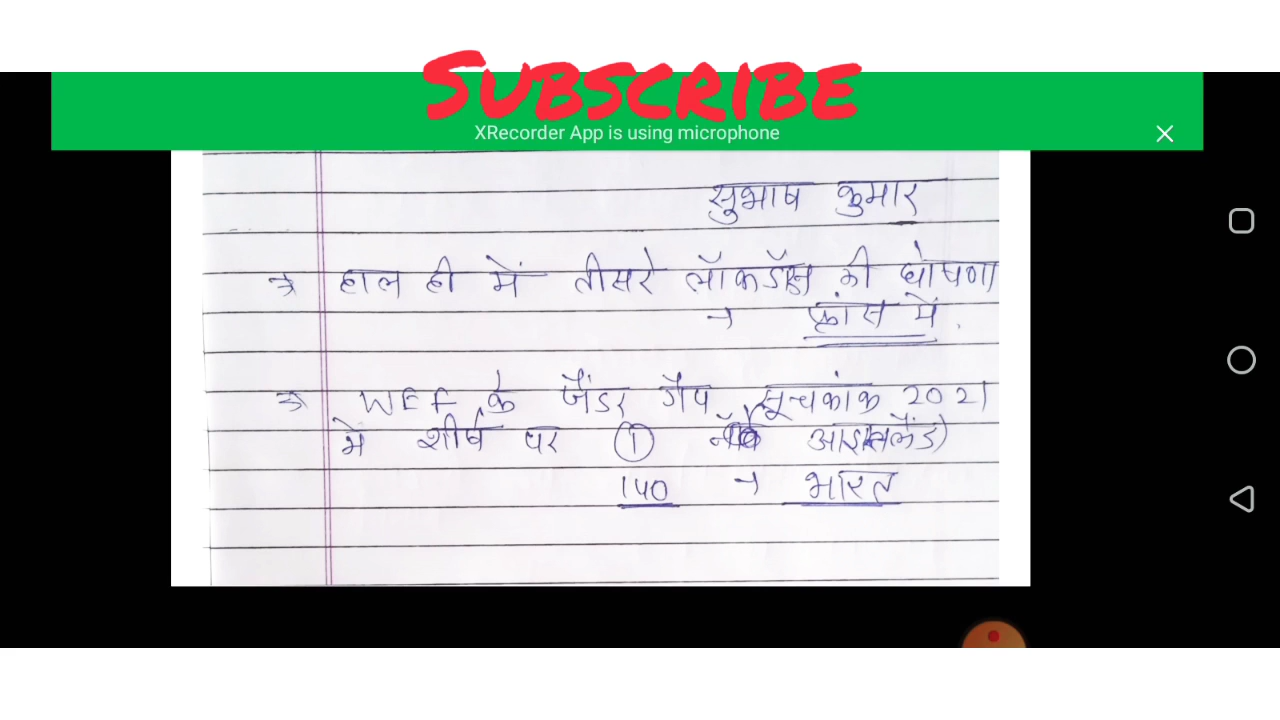 SUBSCRIBE
XRecorder App is using microphone
सुभाष कुमार
→ हाल ही में तीसरे लॉकडॉउन की घोषणा
→ फ्रांस में.
→ WEF के जैंडर गैप सूचकांक 2021
में शीर्ष पर ① आइसलैंड)
140 → भारत